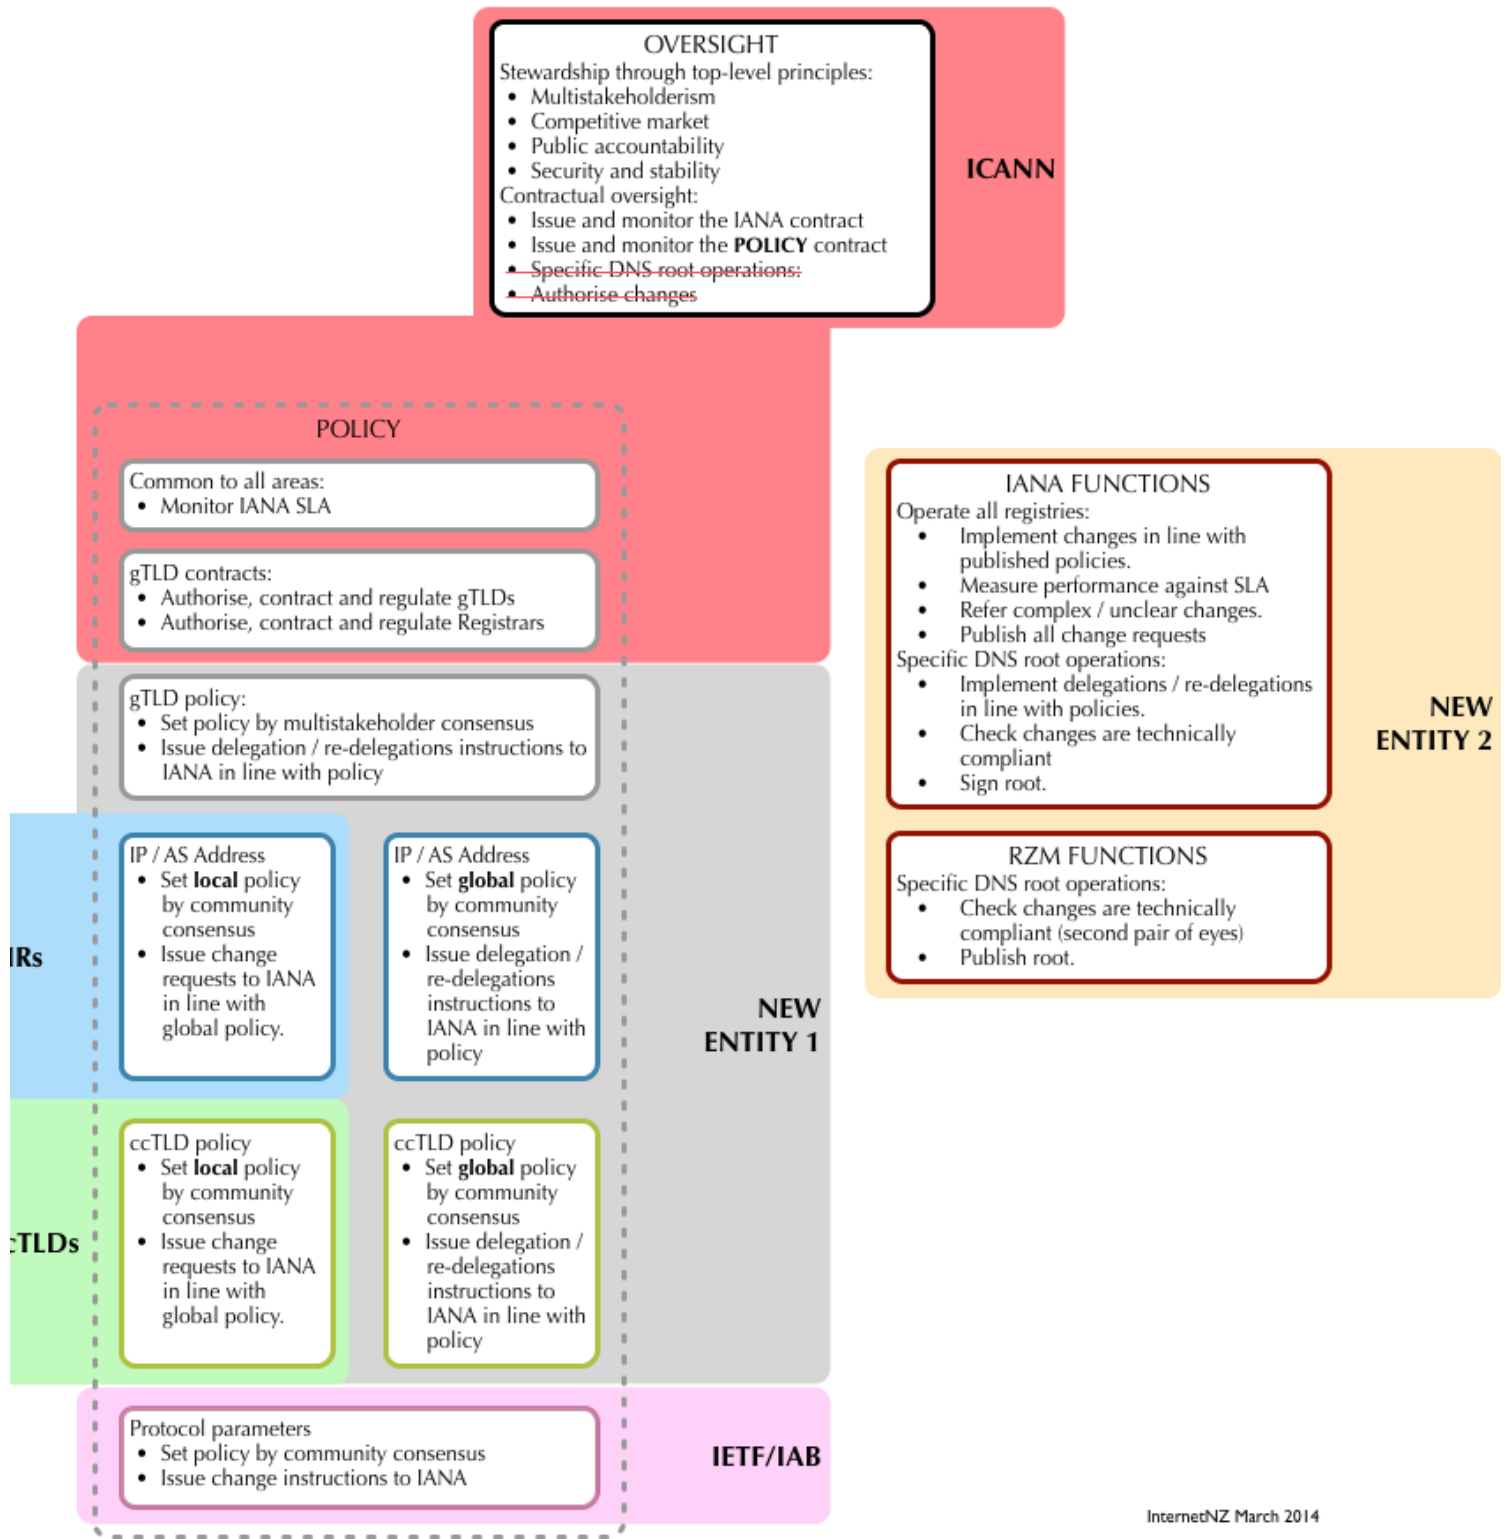 OVERSIGHT
Stewardship through top-level principles:
• Multistakeholderism
• Competitive market
• Public accountability
• Security and stability
Contractual oversight:
• Issue and monitor the IANA contract
• Issue and monitor the POLICY contract
• Specific DNS root operations:
• Authorise changes
ICANN
POLICY
Common to all areas:
• Monitor IANA SLA
gTLD contracts:
• Authorise, contract and regulate gTLDs
• Authorise, contract and regulate Registrars
gTLD policy:
• Set policy by multistakeholder consensus
• Issue delegation / re-delegations instructions to
IANA in line with policy
IRs
IP / AS Address
• Set local policy
by community
consensus
• Issue change
requests to IANA
in line with
global policy.
IP / AS Address
• Set global policy
by community
consensus
• Issue delegation /
re-delegations
instructions to
IANA in line with
policy
NEW
ENTITY 1
cTLDs
ccTLD policy
• Set local policy
by community
consensus
• Issue change
requests to IANA
in line with
global policy.
ccTLD policy
• Set global policy
by community
consensus
• Issue delegation /
re-delegations
instructions to
IANA in line with
policy
Protocol parameters
• Set policy by community consensus
• Issue change instructions to IANA
IETF/IAB
IANA FUNCTIONS
Operate all registries:
• Implement changes in line with
published policies.
• Measure performance against SLA
• Refer complex / unclear changes.
• Publish all change requests
Specific DNS root operations:
• Implement delegations / re-delegations
in line with policies.
• Check changes are technically
compliant
• Sign root.
RZM FUNCTIONS
Specific DNS root operations:
• Check changes are technically
compliant (second pair of eyes)
• Publish root.
NEW
ENTITY 2
InternetNZ March 2014